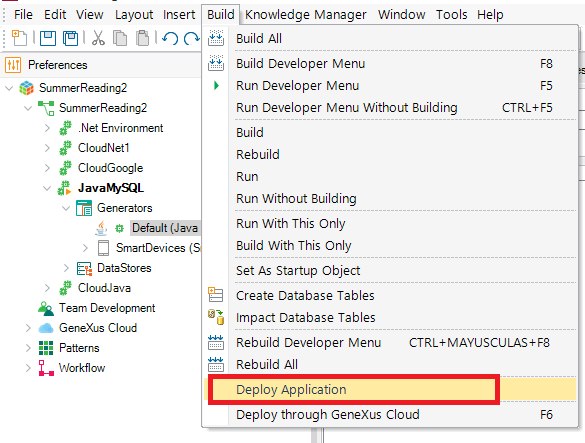 File Edit View Layout Insert Build Knowledge Manager Window Tools Help
Build All
Preferences
Build Developer Menu F8
SummerReading2
Run Developer Menu F5
SummerReading2
Run Developer Menu Without Building CTRL+F5
.Net Environment
Build
CloudNet1
Rebuild
CloudGoogle
Run
JavaMySQL
Run Without Building
Generators
Run With This Only
Default (Java
Build With This Only
SmartDevices (S
Set As Startup Object
DataStores
Create Database Tables
CloudJava
Impact Database Tables
Team Development
GeneXus Cloud
Rebuild Developer Menu CTRL+MAYUSCULAS+F8
Patterns
Rebuild All
Workflow
Deploy Application
Deploy through GeneXus Cloud F6